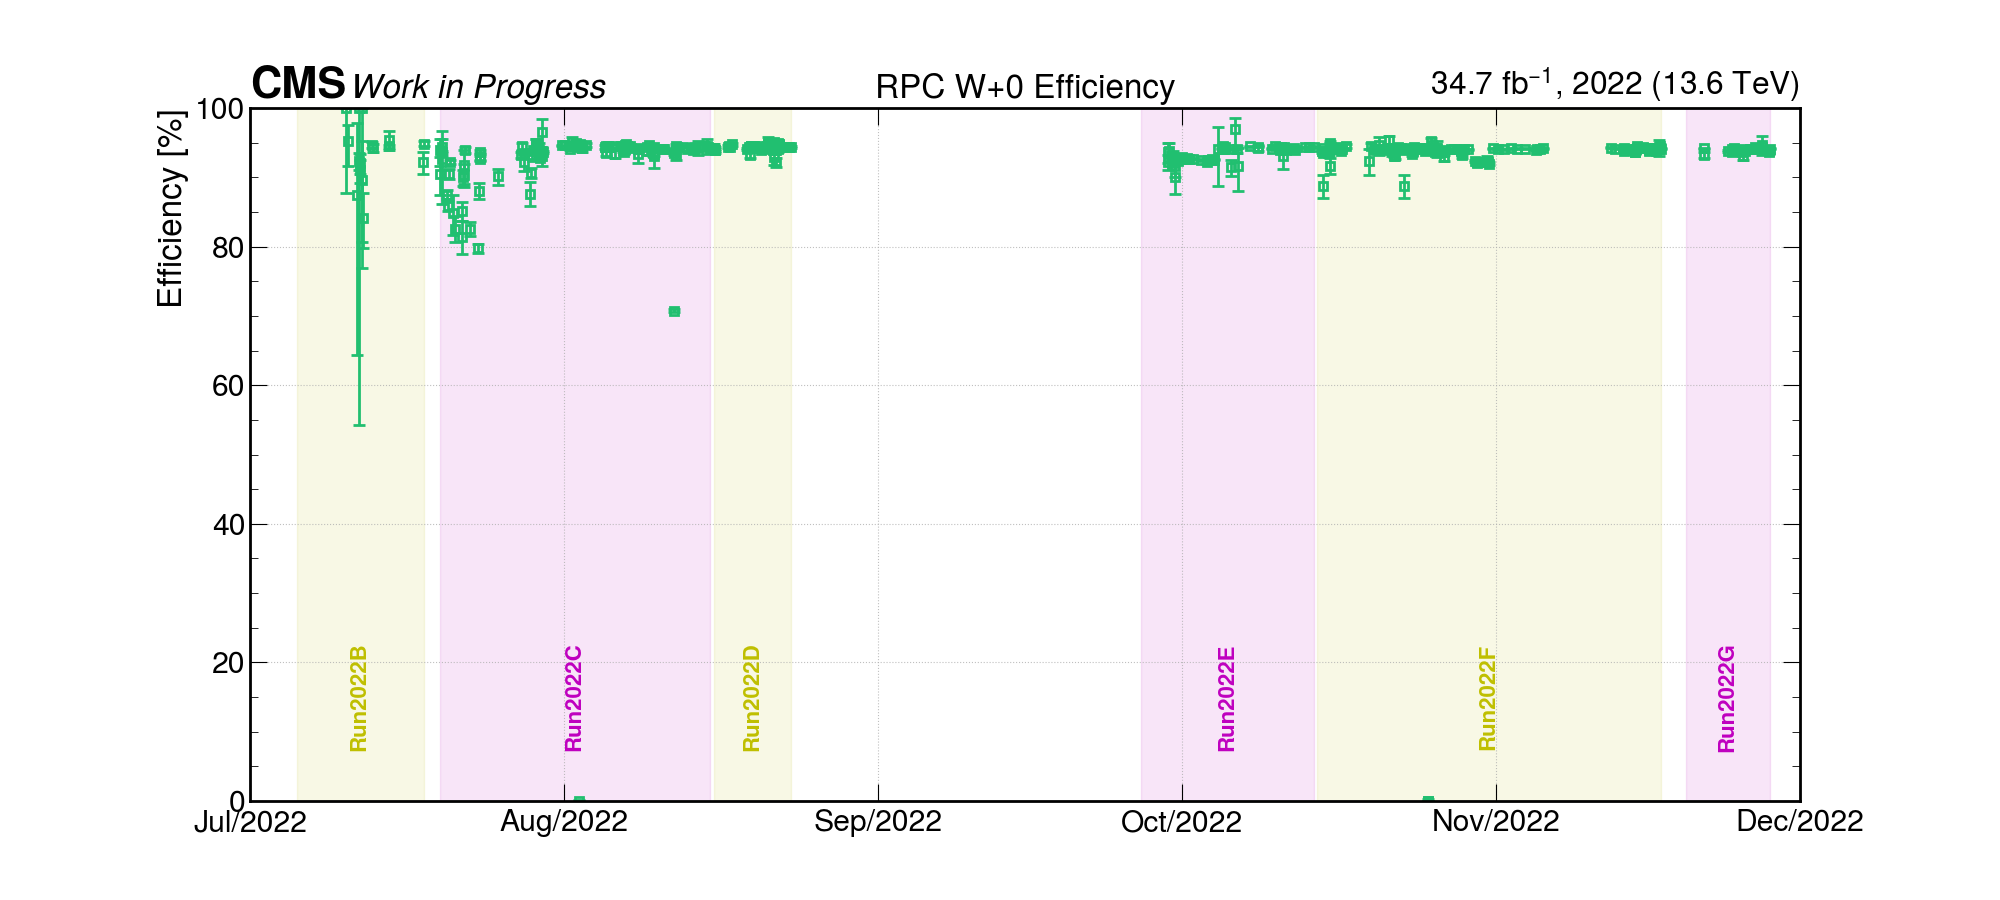 CMS Work in Progress RPC W+0 Efficiency 34.7 fb⁻¹, 2022 (13.6 TeV)
Efficiency [%]
100
80
60
40
20
0
Run2022B Run2022C Run2022D Run2022E Run2022F Run2022G
Jul/2022 Aug/2022 Sep/2022 Oct/2022 Nov/2022 Dec/2022